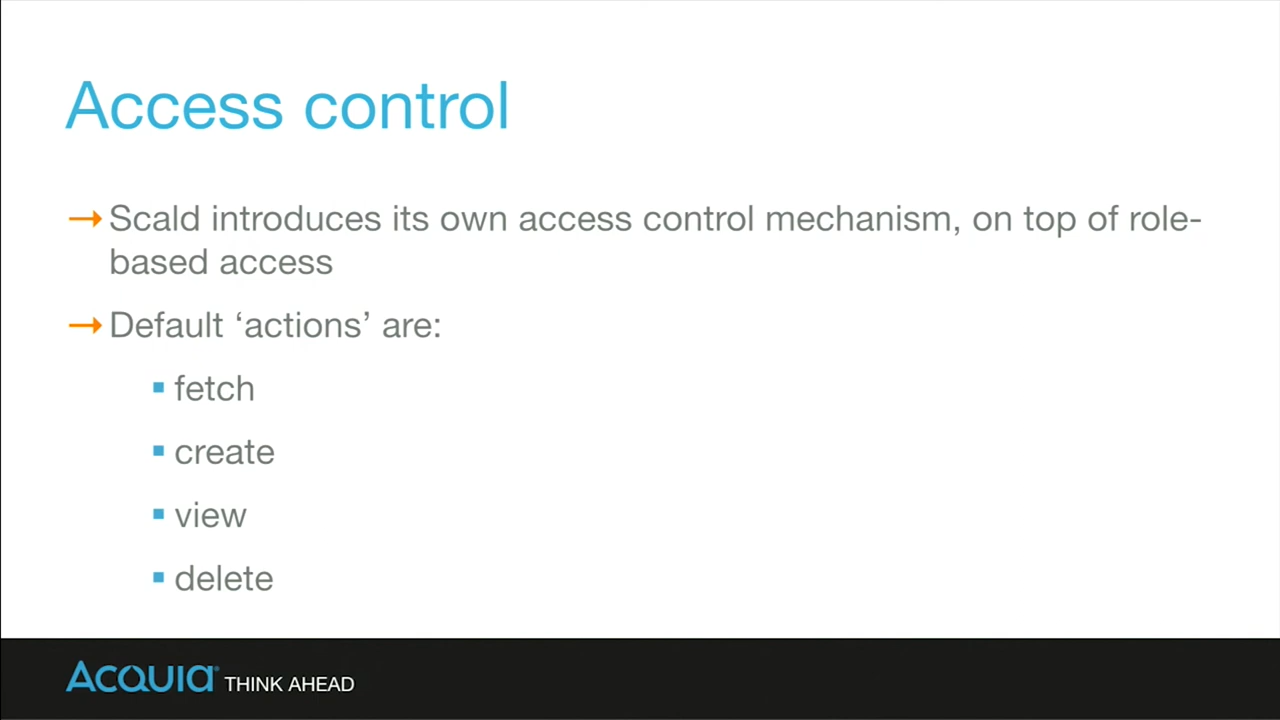 Access control
→ Scald introduces its own access control mechanism, on top of role-
based access
→ Default ‘actions’ are:
▪ fetch
▪ create
▪ view
▪ delete
ACQUIA® THINK AHEAD